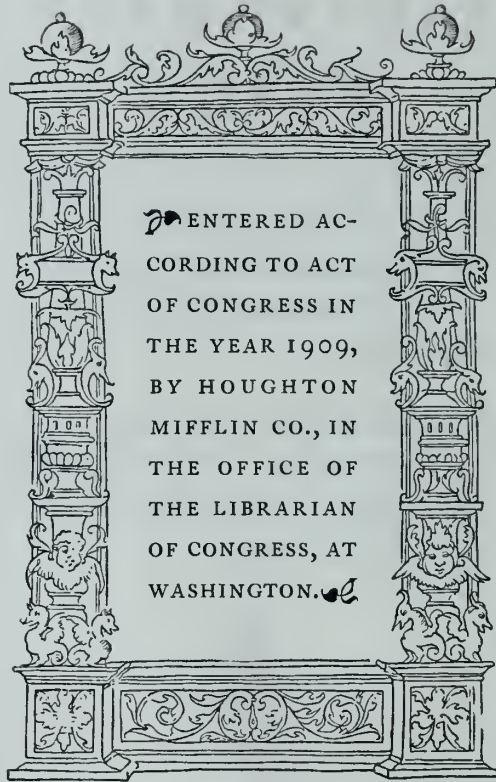 ENTERED AC-
CORDING TO ACT
OF CONGRESS IN
THE YEAR 1909,
BY HOUGHTON
MIFFLIN CO., IN
THE OFFICE OF
THE LIBRARIAN
OF CONGRESS, AT
WASHINGTON.